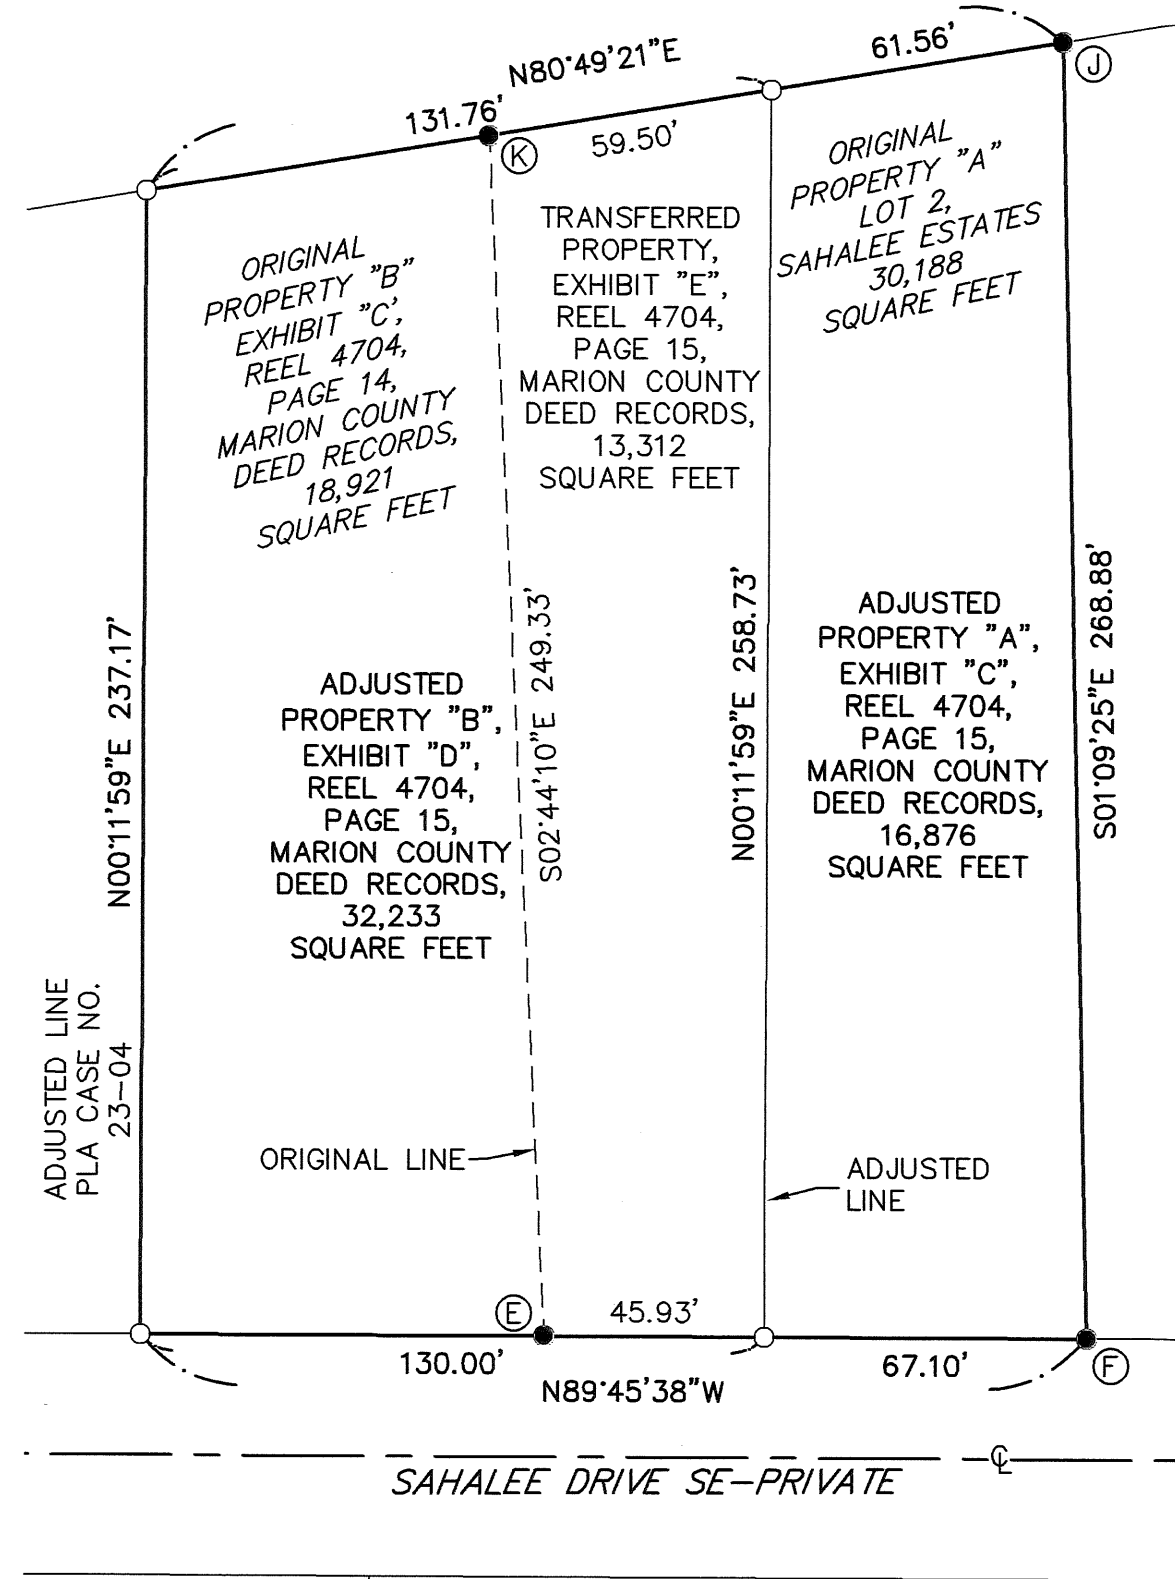 61.56'
N80°49'21"E
J
131.76'
K
59.50'
ORIGINAL
PROPERTY "A"
LOT 2,
SAHALEE ESTATES
30,188
SQUARE FEET
TRANSFERRED
PROPERTY,
EXHIBIT "E",
REEL 4704,
PAGE 15,
MARION COUNTY
DEED RECORDS,
13,312
SQUARE FEET
ORIGINAL
PROPERTY "B"
EXHIBIT "C',
REEL 4704,
PAGE 14,
MARION COUNTY
DEED RECORDS,
18,921
SQUARE FEET
N00°11'59"E 237.17'
S02°44'10"E 249.33'
N00°11'59"E 258.73'
S01°09'25"E 268.88'
ADJUSTED
PROPERTY "A",
EXHIBIT "C",
REEL 4704,
PAGE 15,
MARION COUNTY
DEED RECORDS,
16,876
SQUARE FEET
ADJUSTED
PROPERTY "B",
EXHIBIT "D",
REEL 4704,
PAGE 15,
MARION COUNTY
DEED RECORDS,
32,233
SQUARE FEET
ADJUSTED LINE
PLA CASE NO.
23-04
ORIGINAL LINE
ADJUSTED
LINE
E
45.93'
130.00'
67.10'
F
N89°45'38"W
CL
SAHALEE DRIVE SE-PRIVATE